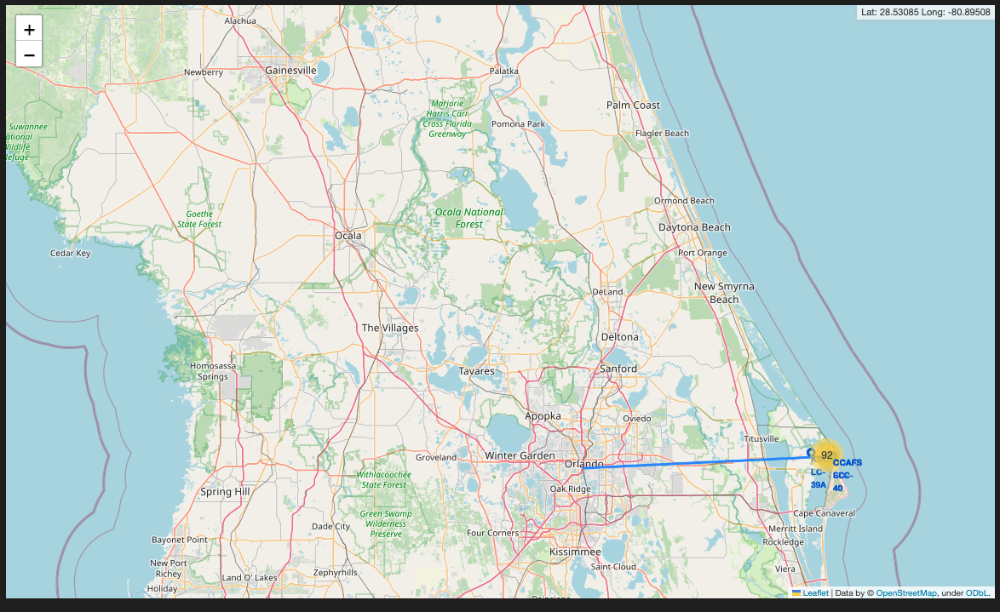 +
−
Lat: 28.53085 Long: -80.89508
Alachua
Newberry
Gainesville
Palatka
Marjorie
Harris Carr
Cross Florida
Greenway
Palm Coast
Pomona Park
Flagler Beach
Suwannee
Wildlife
Refuge
Goethe
State Forest
Ocala National
Forest
Ormond Beach
Daytona Beach
Ocala
Cedar Key
Port Orange
New Smyrna
Beach
DeLand
The Villages
Deltona
Homosassa
Springs
Tavares
Sanford
Apopka
Oviedo
Titusville
Groveland
Winter Garden
Orlando
92
CCAFS
LC-
39A
40
Withlacoochee
State Forest
Spring Hill
Oak Ridge
Green Swamp
Wilderness
Preserve
Cape Canaveral
Dade City
Four Corners
Merritt Island
Bayonet Point
Rockledge
Kissimmee
New Port
Richey
Land O' Lakes
Zephyrhills
Saint Cloud
Viera
Holiday
Leaflet | Data by © OpenStreetMap, under ODbL.